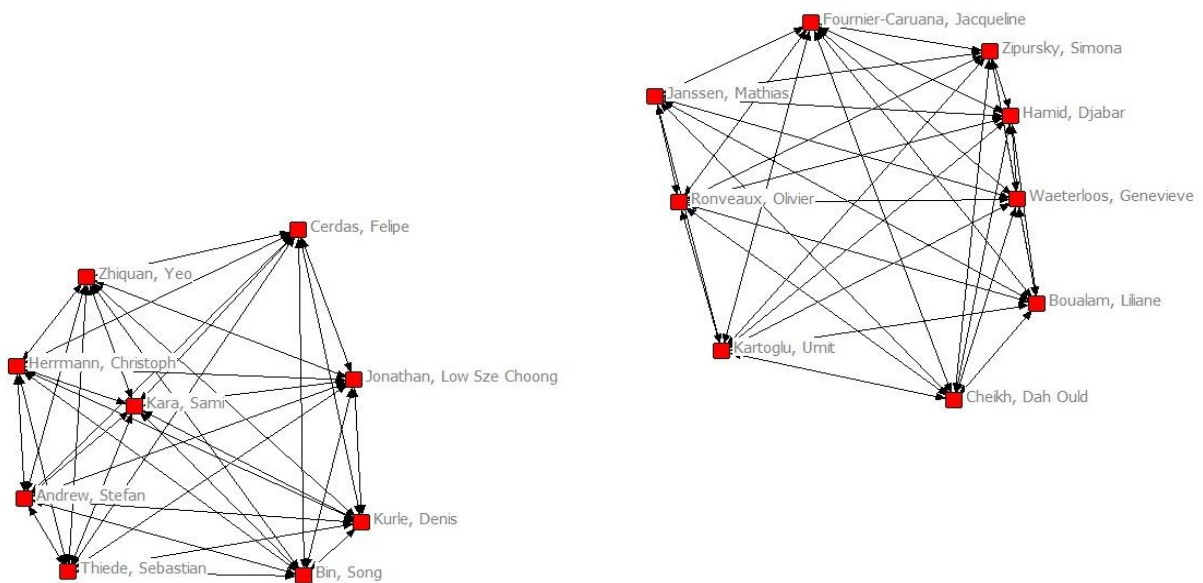 Fournier-Caruana, Jacqueline
Zipursky, Simona
Janssen, Mathias
Hamid, Djabar
Ronveaux, Olivier
Waeterloos, Genevieve
Boualam, Liliane
Kartoglu, Umit
Cheikh, Dah Ould
Cerdas, Felipe
Zhiquan, Yeo
Herrmann, Christoph
Jonathan, Low Sze Choong
Kara, Sami
Andrew, Stefan
Kurle, Denis
Thiede, Sebastian
Bin, Song